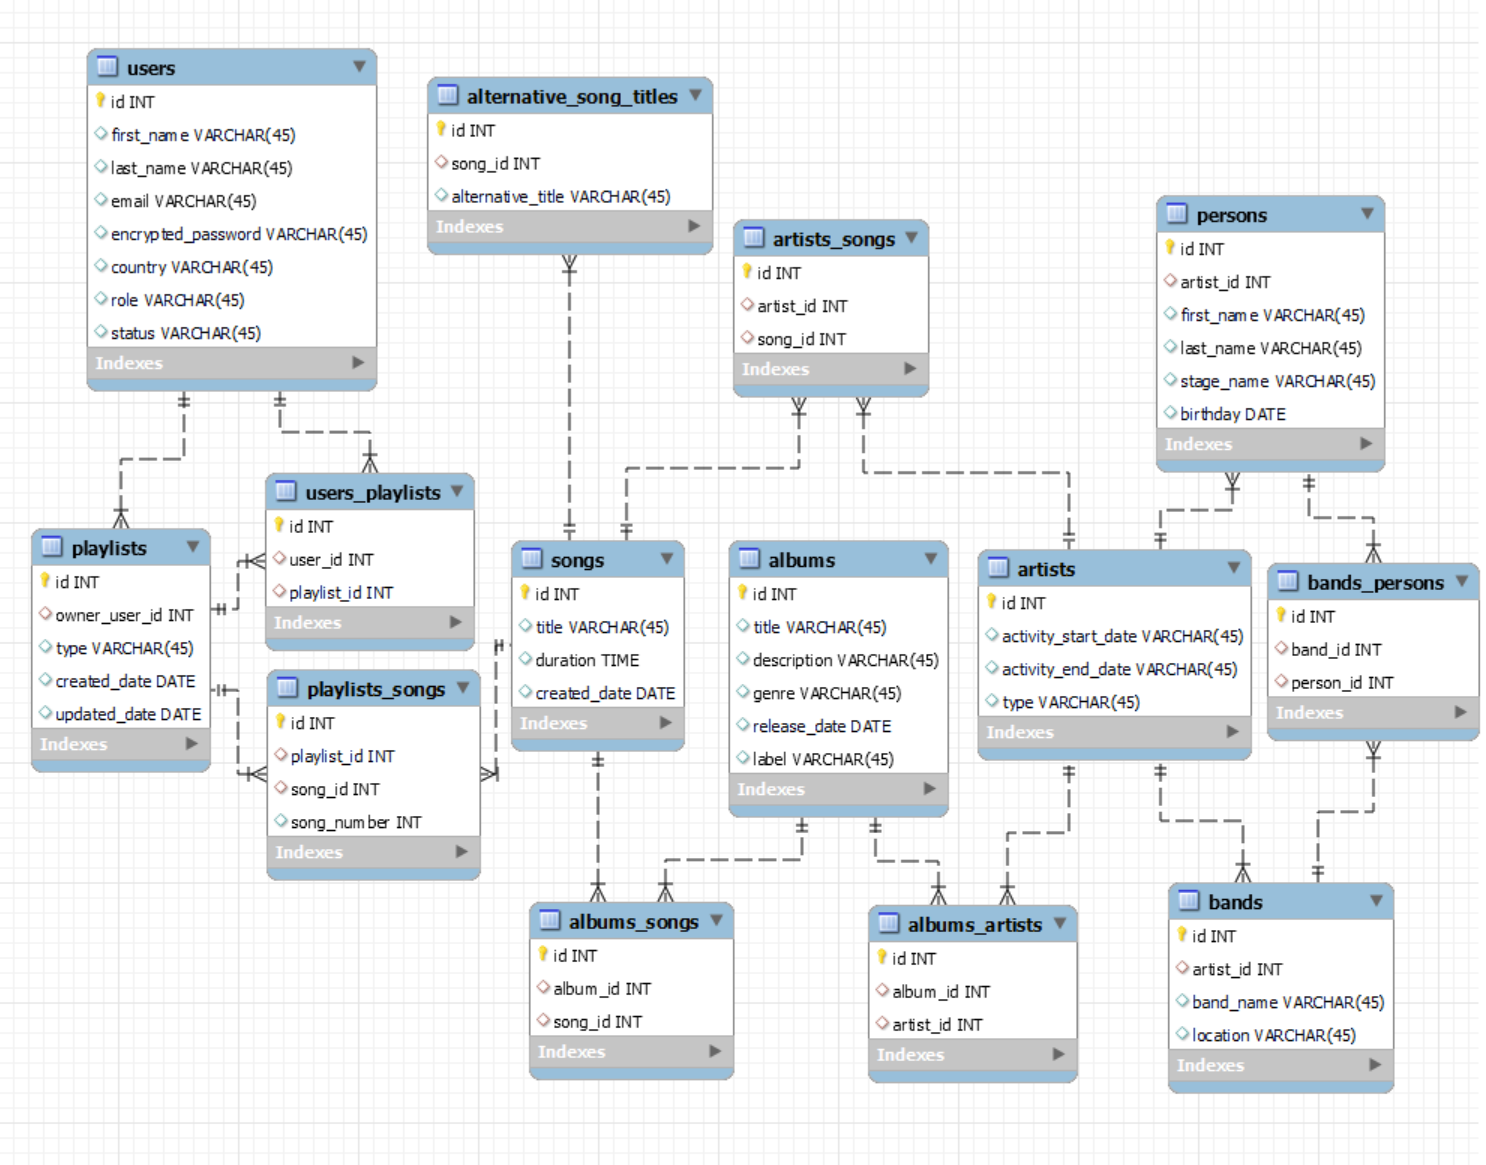 users
id INT
first_name VARCHAR(45)
last_name VARCHAR(45)
email VARCHAR(45)
encrypted_password VARCHAR(45)
country VARCHAR(45)
role VARCHAR(45)
status VARCHAR(45)
Indexes
alternative_song_titles
id INT
song_id INT
alternative_title VARCHAR(45)
Indexes
artists_songs
id INT
artist_id INT
song_id INT
Indexes
persons
id INT
artist_id INT
first_name VARCHAR(45)
last_name VARCHAR(45)
stage_name VARCHAR(45)
birthday DATE
Indexes
users_playlists
id INT
user_id INT
playlist_id INT
Indexes
playlists
id INT
owner_user_id INT
type VARCHAR(45)
created_date DATE
updated_date DATE
Indexes
playlists_songs
id INT
playlist_id INT
song_id INT
song_number INT
Indexes
songs
id INT
title VARCHAR(45)
duration TIME
created_date DATE
Indexes
albums
id INT
title VARCHAR(45)
description VARCHAR(45)
genre VARCHAR(45)
release_date DATE
label VARCHAR(45)
Indexes
artists
id INT
activity_start_date VARCHAR(45)
activity_end_date VARCHAR(45)
type VARCHAR(45)
Indexes
bands_persons
id INT
band_id INT
person_id INT
Indexes
albums_songs
id INT
album_id INT
song_id INT
Indexes
albums_artists
id INT
album_id INT
artist_id INT
Indexes
bands
id INT
artist_id INT
band_name VARCHAR(45)
location VARCHAR(45)
Indexes